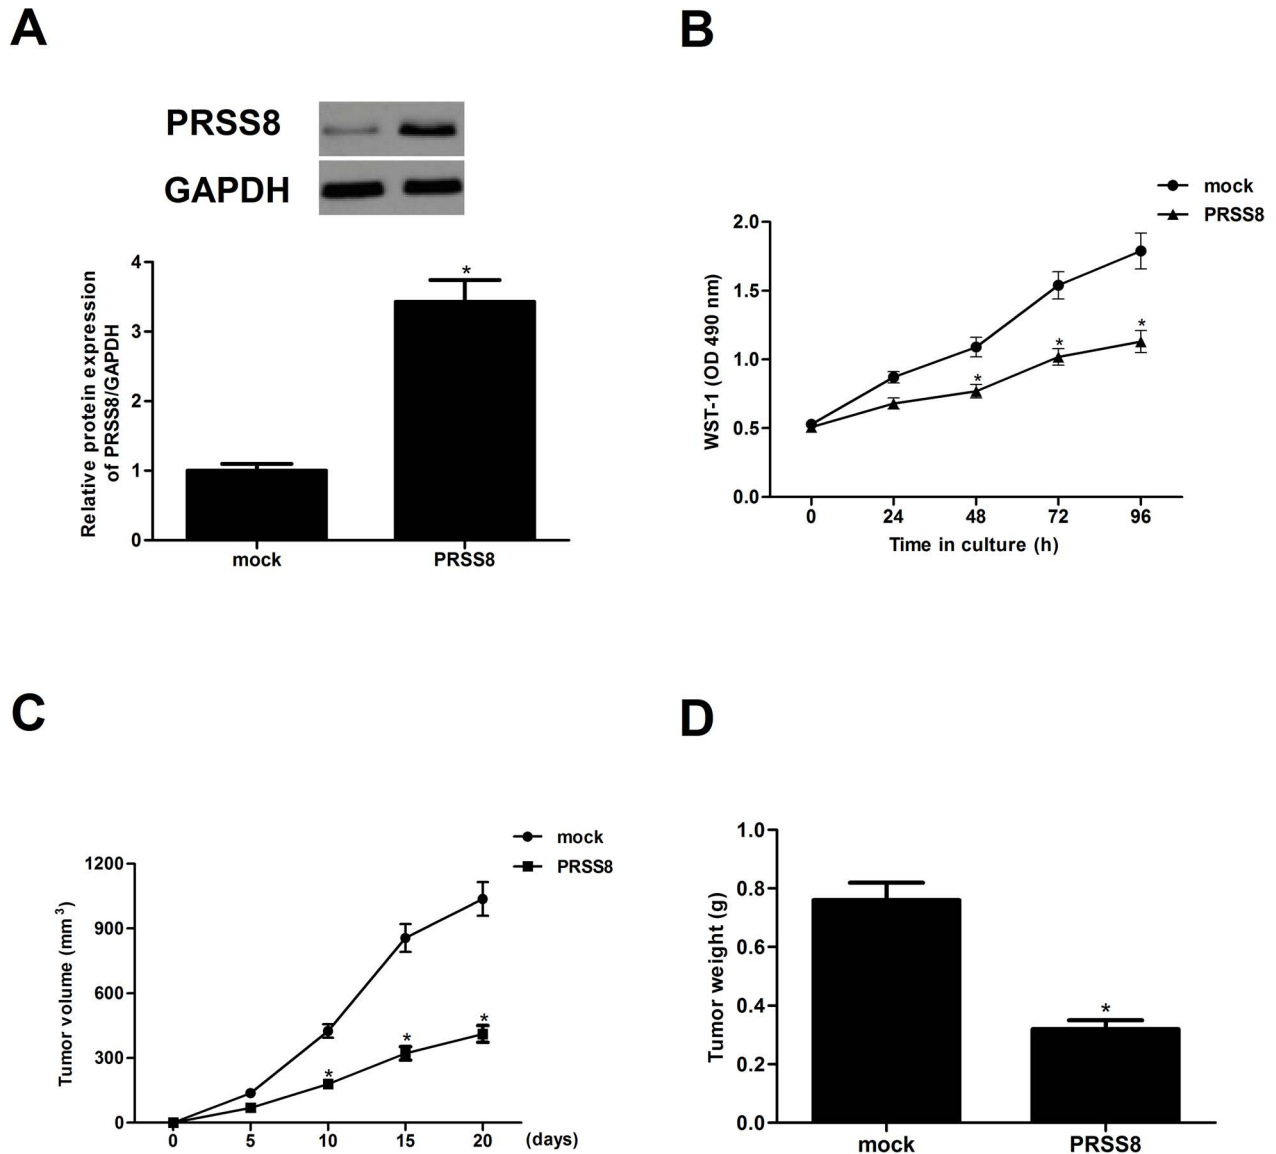 A
PRSS8
GAPDH
4
3
2
1
0
Relative protein expression
of PRSS8/GAPDH
*
mock
PRSS8
B
mock
PRSS8
2.0
1.5
1.0
0.5
0.0
WST-1 (OD 490 nm)
*
*
*
0
24
48
72
96
Time in culture (h)
C
mock
PRSS8
1200
900
600
300
0
Tumor volume (mm³)
*
*
*
0
5
10
15
20
(days)
D
1.0
0.8
0.6
0.4
0.2
0.0
Tumor weight (g)
*
mock
PRSS8